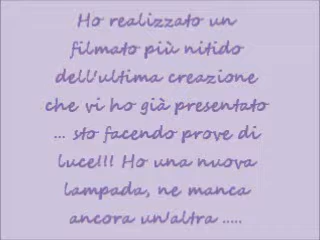 Ho realizzato un
filmato più nitido
dell'ultima creazione
che vi ho già presentato
... sto facendo prove di
luce!!! Ho una nuova
lampada, ne manca
ancora un'altra .....